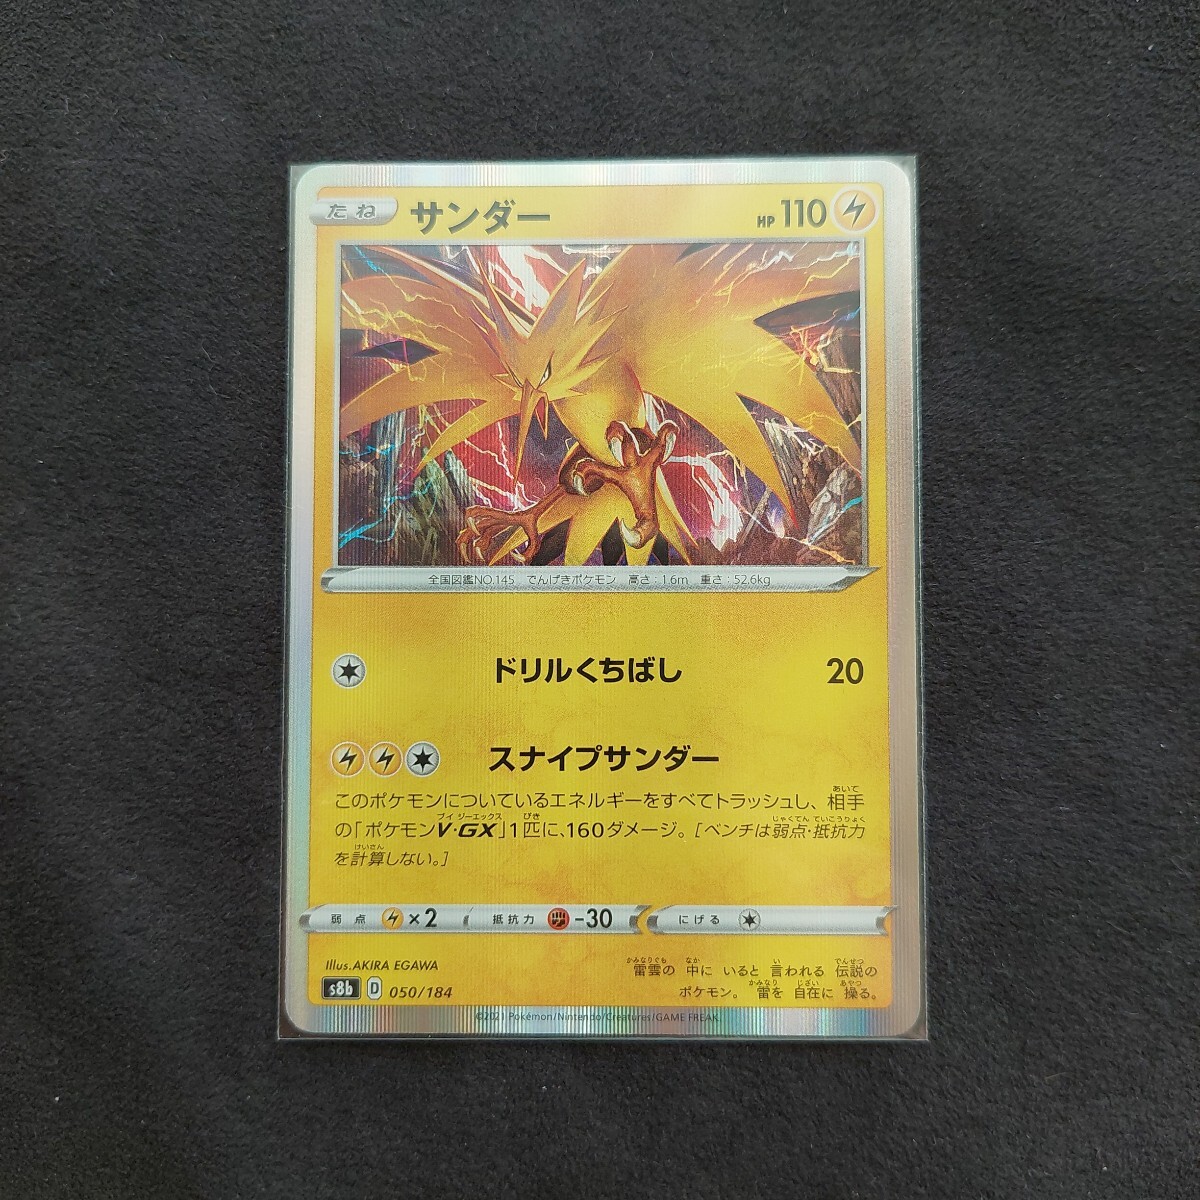 たね サンダー HP 110
全国図鑑NO.145 でんげきポケモン 高さ:1.6m 重さ:52.6kg
ドリルくちばし 20
スナイプサンダー
このポケモンについているエネルギーをすべてトラッシュし、相手
の「ポケモンV・GX」1匹に、160ダメージ。[ベンチは弱点・抵抗力
を計算しない。]
弱点 ×2 抵抗力 -30 にげる
Illus.AKIRA EGAWA
s8b D 050/184
雷雲の 中に いると 言われる 伝説の
ポケモン。 雷を 自在に 操る。
©2021 Pokémon/Nintendo/Creatures/GAME FREAK.